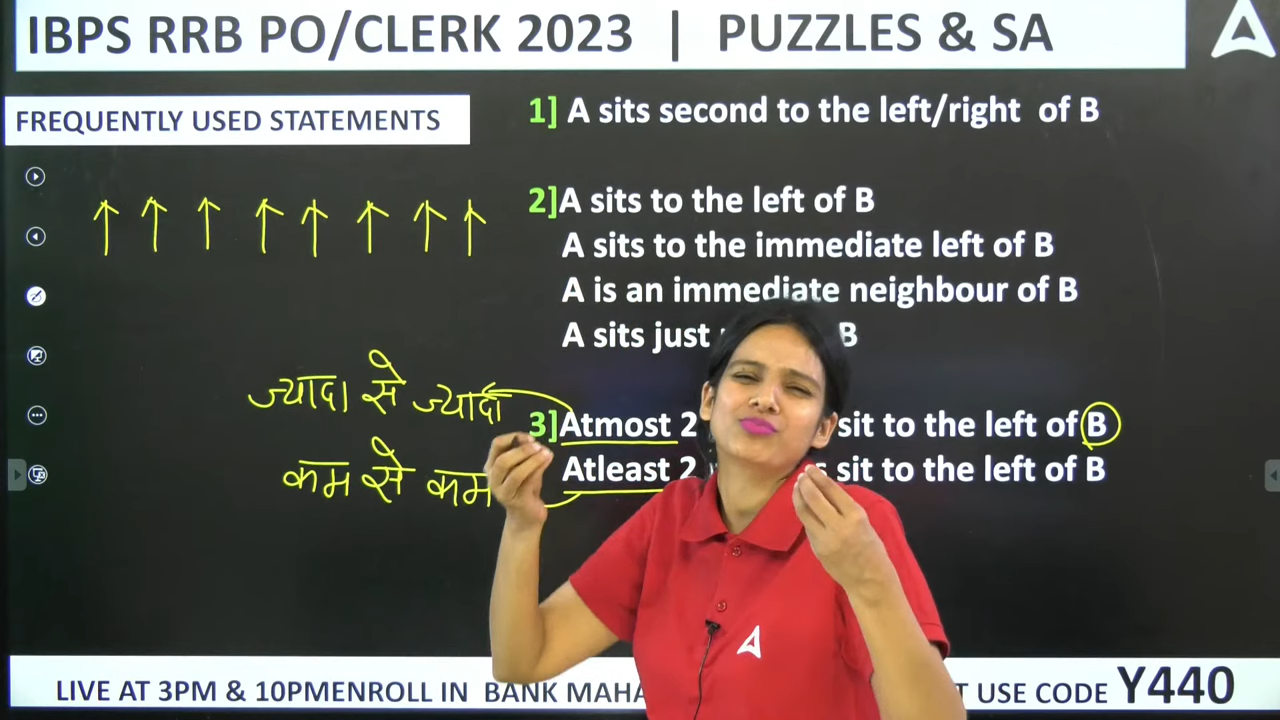 IBPS RRB PO/CLERK 2023 | PUZZLES & SA
FREQUENTLY USED STATEMENTS
1] A sits second to the left/right of B
2]A sits to the left of B
A sits to the immediate left of B
A is an immediate neighbour of B
A sits just B
ज्यादा से ज्यादा
3]Atmost 2 sit to the left of B
कम से कम
Atleast 2 sit to the left of B
LIVE AT 3PM & 10PM ENROLL IN BANK USE CODE Y440